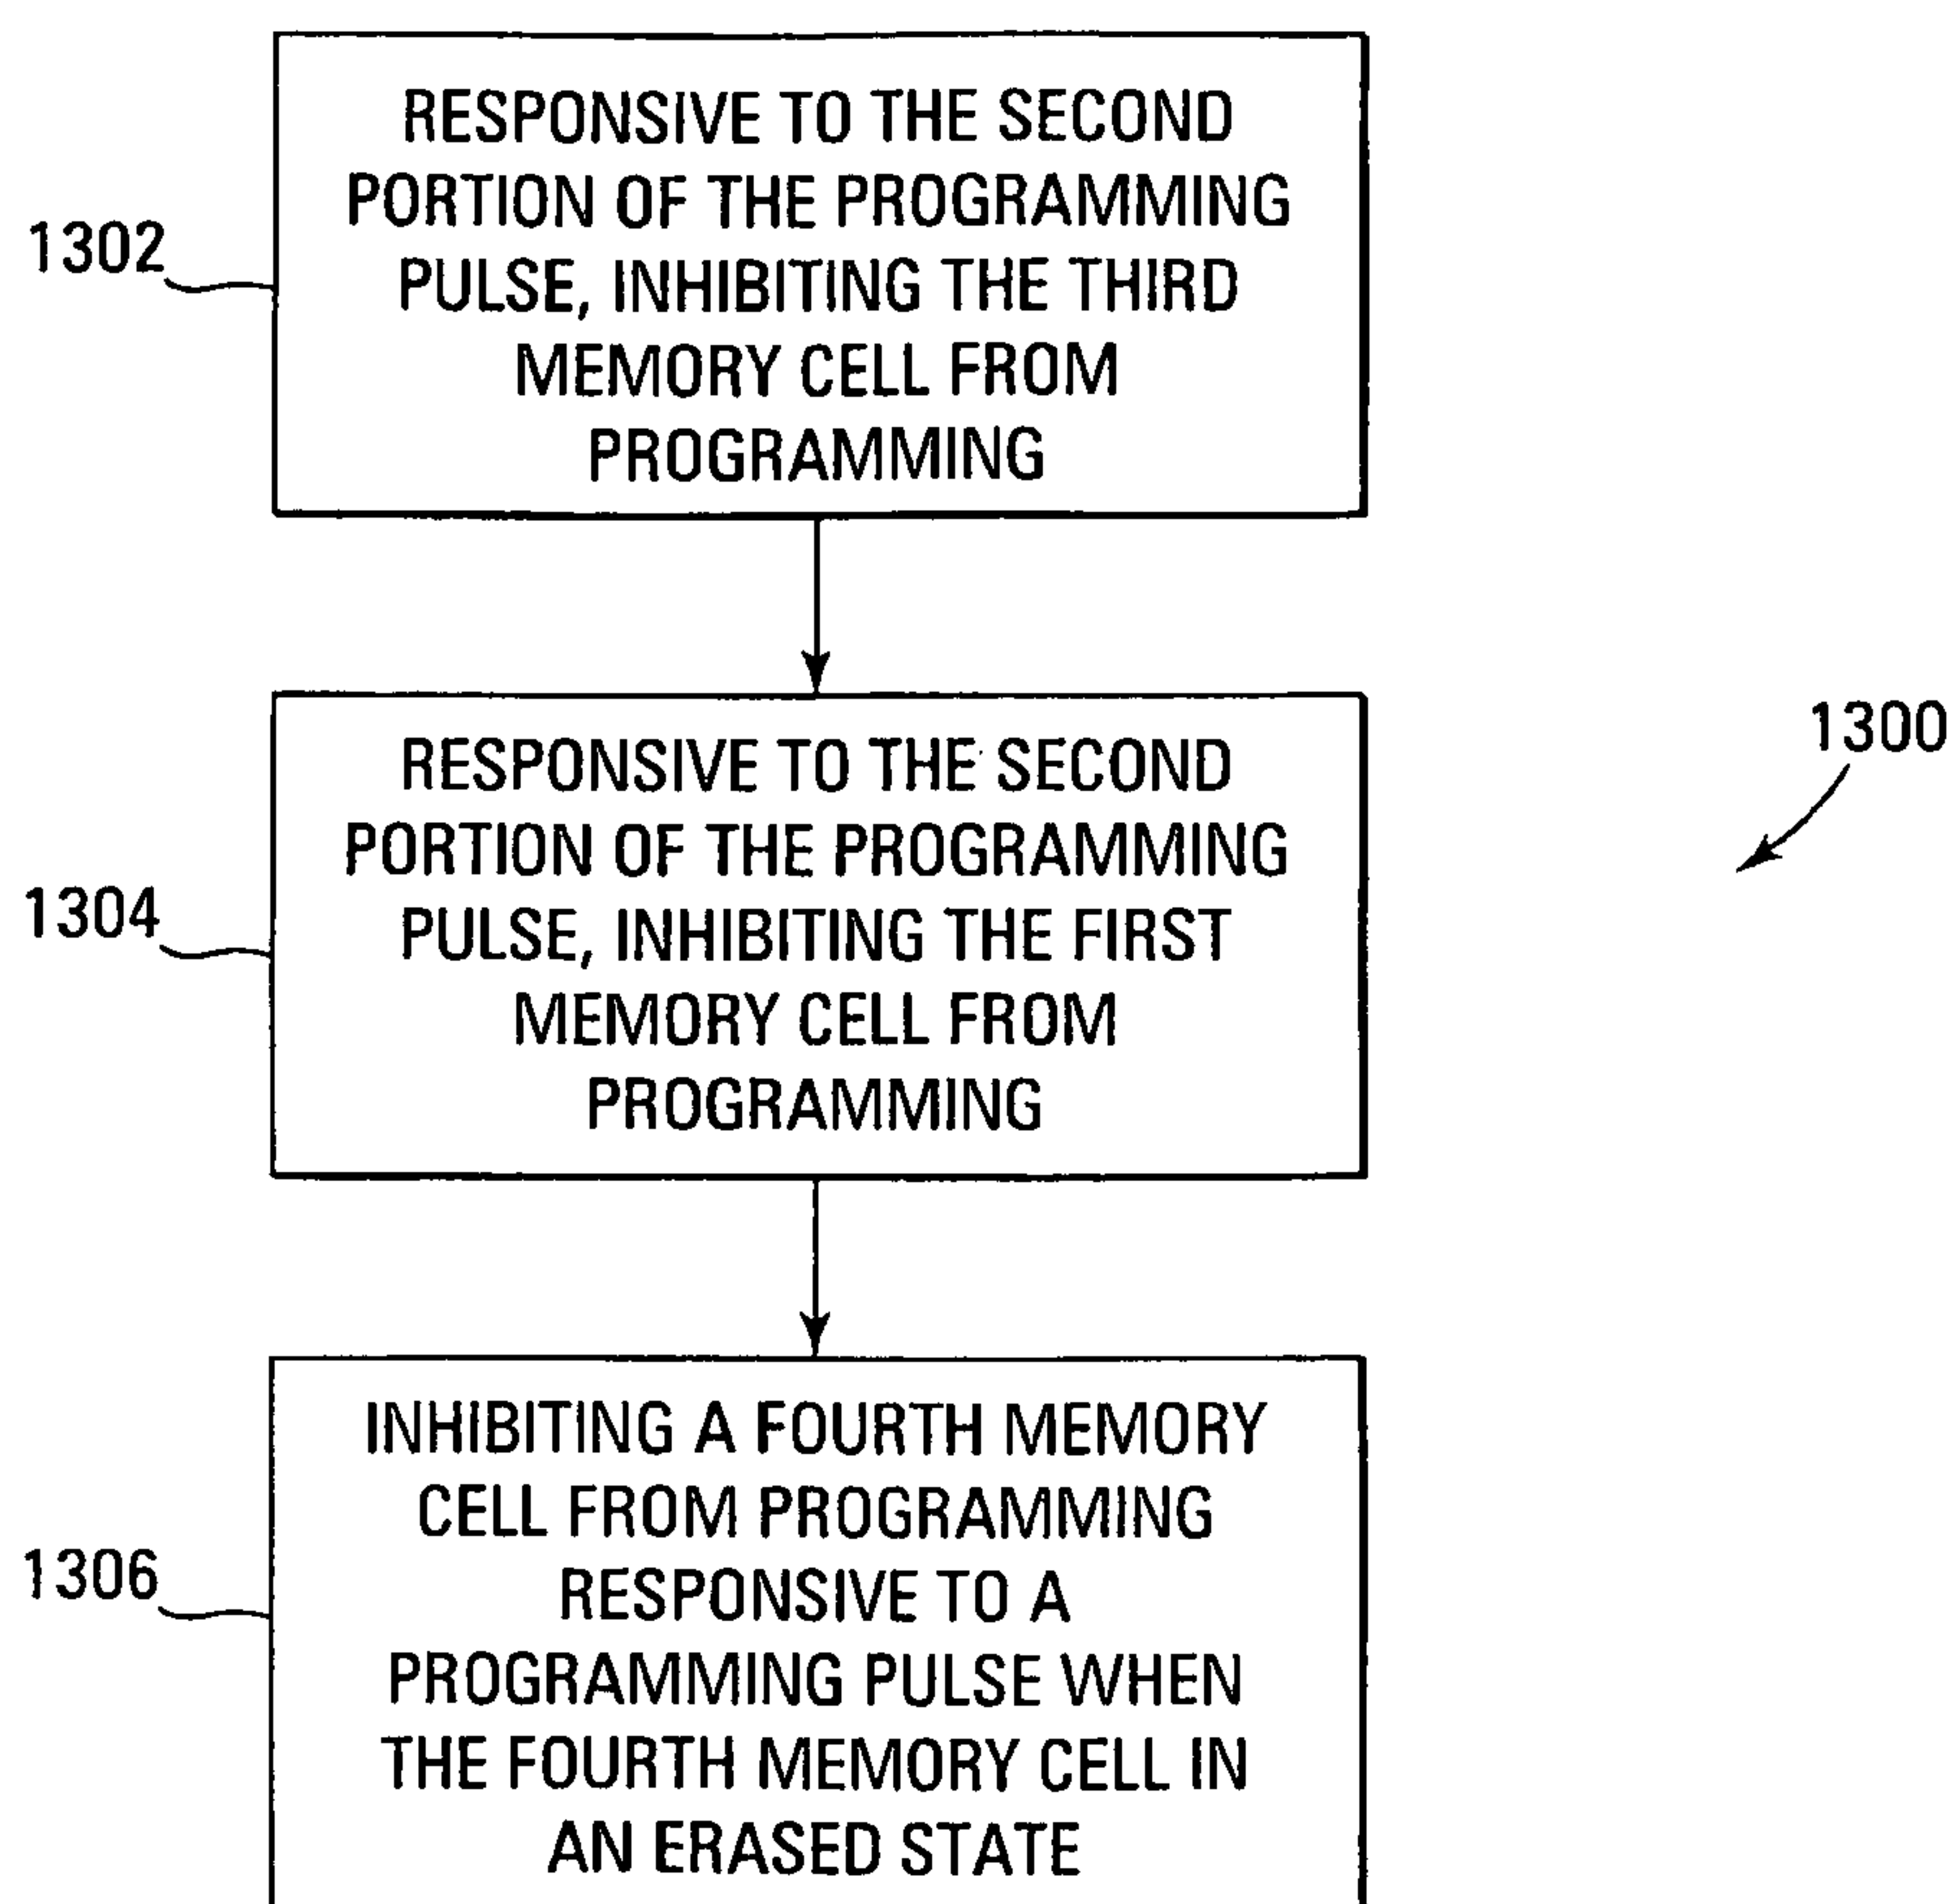 RESPONSIVE TO THE SECOND
PORTION OF THE PROGRAMMING
PULSE, INHIBITING THE THIRD
MEMORY CELL FROM
PROGRAMMING
1302
RESPONSIVE TO THE SECOND
PORTION OF THE PROGRAMMING
PULSE, INHIBITING THE FIRST
MEMORY CELL FROM
PROGRAMMING
1304
1300
INHIBITING A FOURTH MEMORY
CELL FROM PROGRAMMING
RESPONSIVE TO A
PROGRAMMING PULSE WHEN
THE FOURTH MEMORY CELL IN
AN ERASED STATE
1306